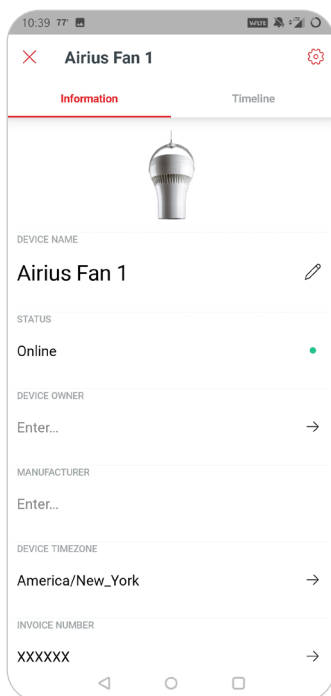 10:39 77°
VoLTE
Airius Fan 1
Information Timeline
DEVICE NAME
Airius Fan 1
STATUS
Online
DEVICE OWNER
Enter...
MANUFACTURER
Enter...
DEVICE TIMEZONE
America/New_York
INVOICE NUMBER
XXXXXX